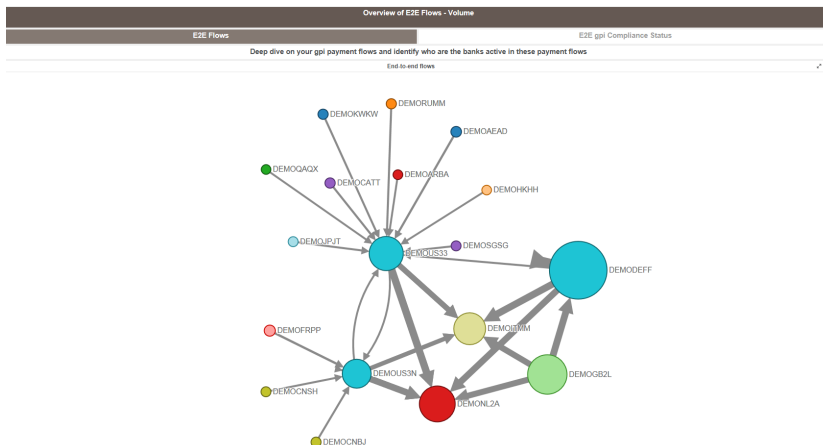 Overview of E2E Flows - Volume
E2E Flows
E2E gpi Compliance Status
Deep dive on your gpi payment flows and identify who are the banks active in these payment flows
End-to-end flows
DEMORUMM
DEMOKWKW
DEMOAEAD
DEMOQAQX
DEMOARBA
DEMOCATT
DEMOHKHH
DEMOJPJT
DEMOSGSG
DEMOUS33
DEMODEFF
DEMOITMM
DEMOFRPP
DEMOUS3N
DEMOGB2L
DEMOCNSH
DEMONL2A
DEMOCNBJ